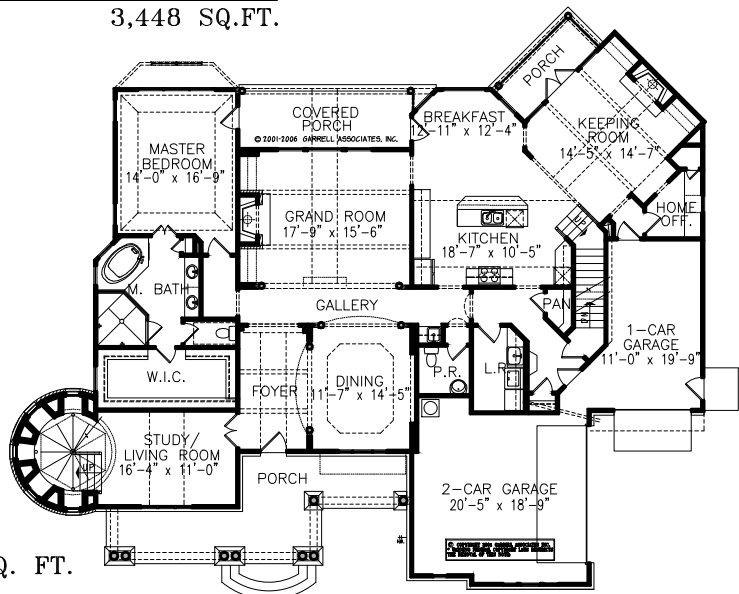 3,448 SQ.FT.
PORCH
COVERED
PORCH
© 2001-2006 GARRELL ASSOCIATES, INC.
BREAKFAST
12'-11" x 12'-4"
KEEPING
ROOM
14'-5" x 14'-7"
MASTER
BEDROOM
14'-0" x 16'-9"
GRAND ROOM
17'-9" x 15'-6"
HOME
OFF.
UP
KITCHEN
18'-7" x 10'-5"
M. BATH
GALLERY
PAN.
DN.
1-CAR
GARAGE
11'-0" x 19'-9"
W.I.C.
FOYER
DINING
11'-7" x 14'-5"
P.R.
L.R.
STUDY/
LIVING ROOM
16'-4" x 11'-0"
UP
PORCH
2-CAR GARAGE
20'-5" x 18'-9"
Q. FT.